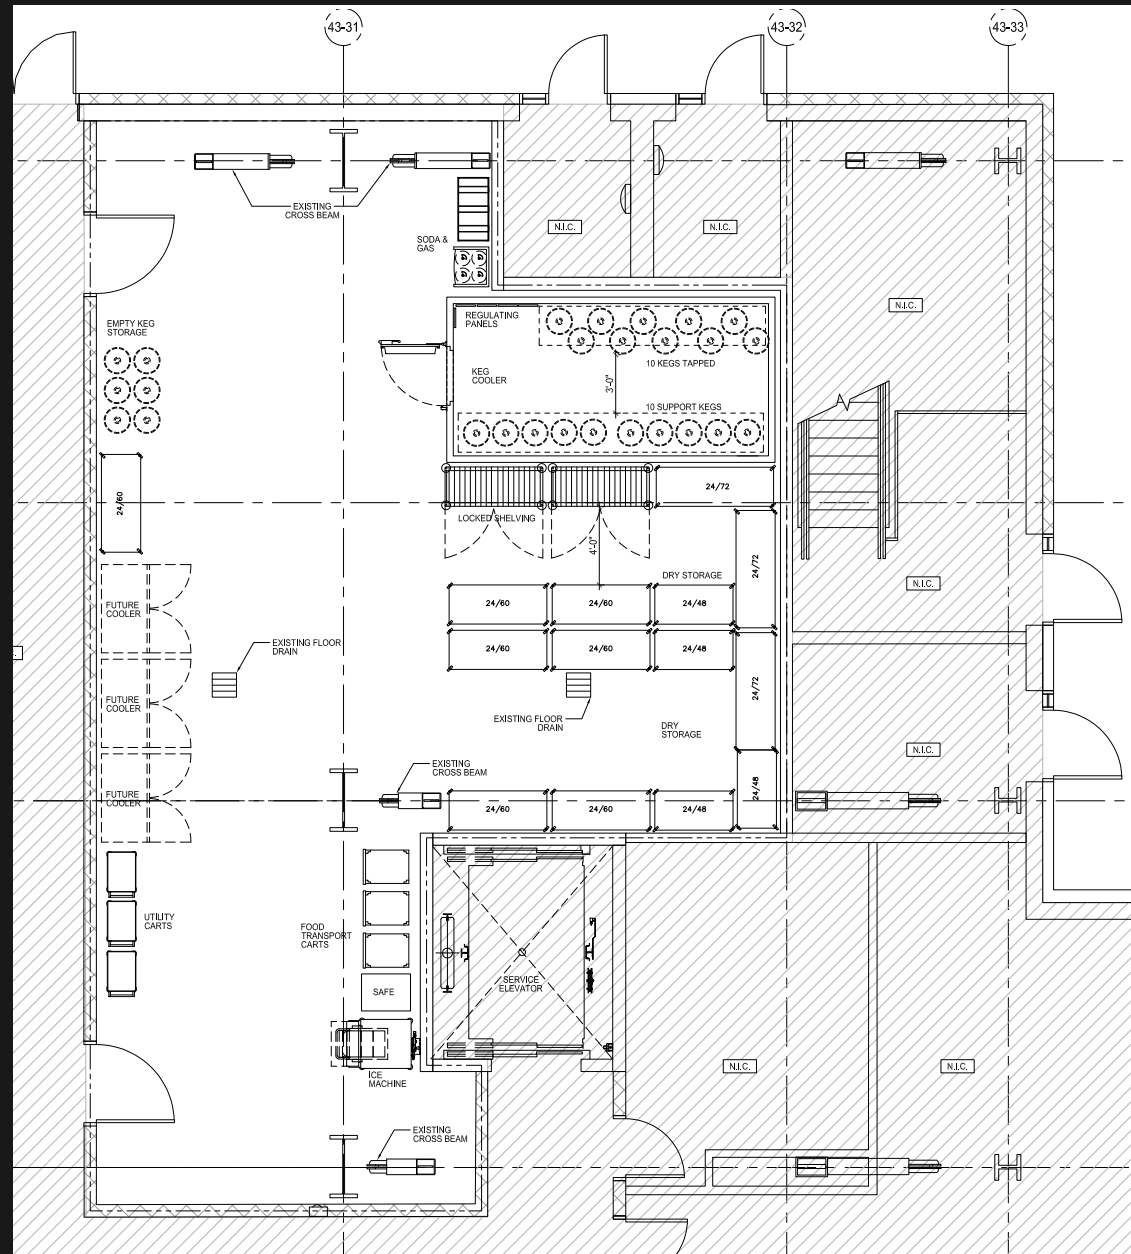 43-31
43-32
43-33
EXISTING
CROSS BEAM
SODA &
GAS
N.I.C.
N.I.C.
N.I.C.
EMPTY KEG
STORAGE
REGULATING
PANELS
10 KEGS TAPPED
KEG
COOLER
3'-0"
10 SUPPORT KEGS
24/60
24/72
LOCKED SHELVING
4'-0"
DRY STORAGE
24/72
N.I.C.
FUTURE
COOLER
24/60
24/60
24/48
EXISTING FLOOR
DRAIN
24/60
24/60
24/48
FUTURE
COOLER
24/72
EXISTING FLOOR
DRAIN
DRY
STORAGE
N.I.C.
EXISTING
CROSS BEAM
FUTURE
COOLER
24/60
24/60
24/48
24/48
UTILITY
CARTS
FOOD
TRANSPORT
CARTS
SAFE
SERVICE
ELEVATOR
ICE
MACHINE
N.I.C.
N.I.C.
EXISTING
CROSS BEAM